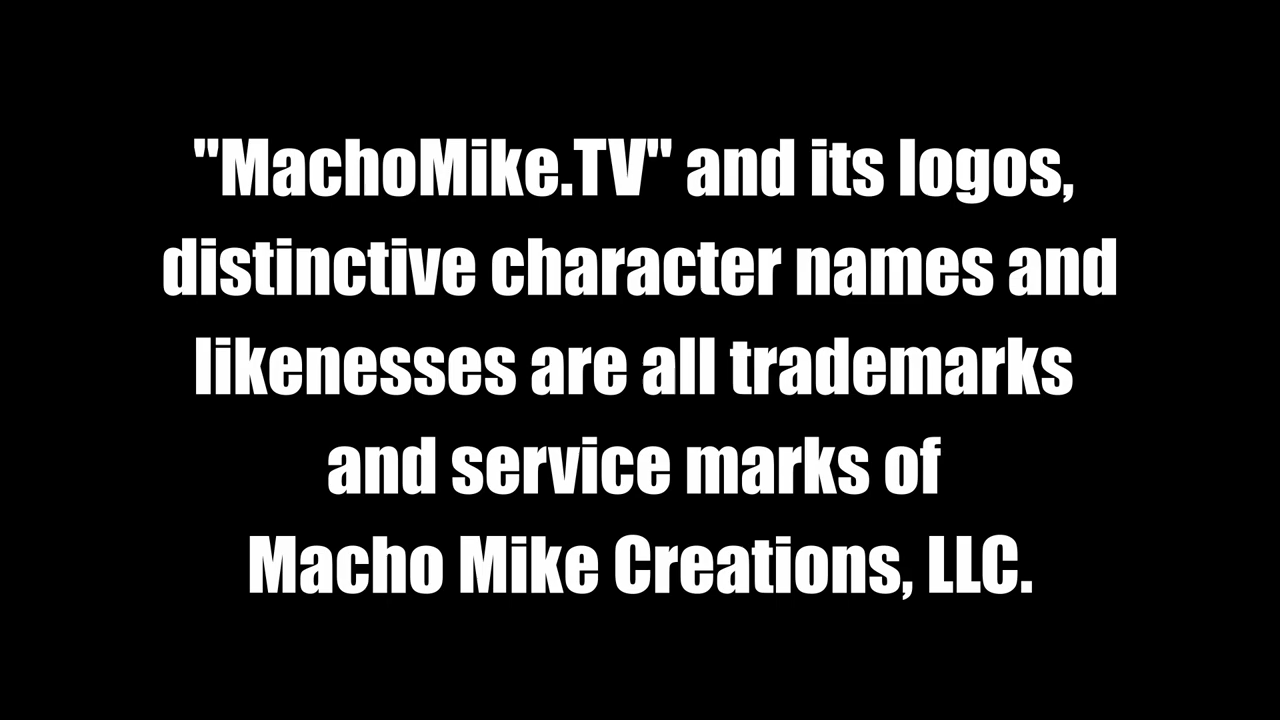 "MachoMike.TV" and its logos,
distinctive character names and
likenesses are all trademarks
and service marks of
Macho Mike Creations, LLC.